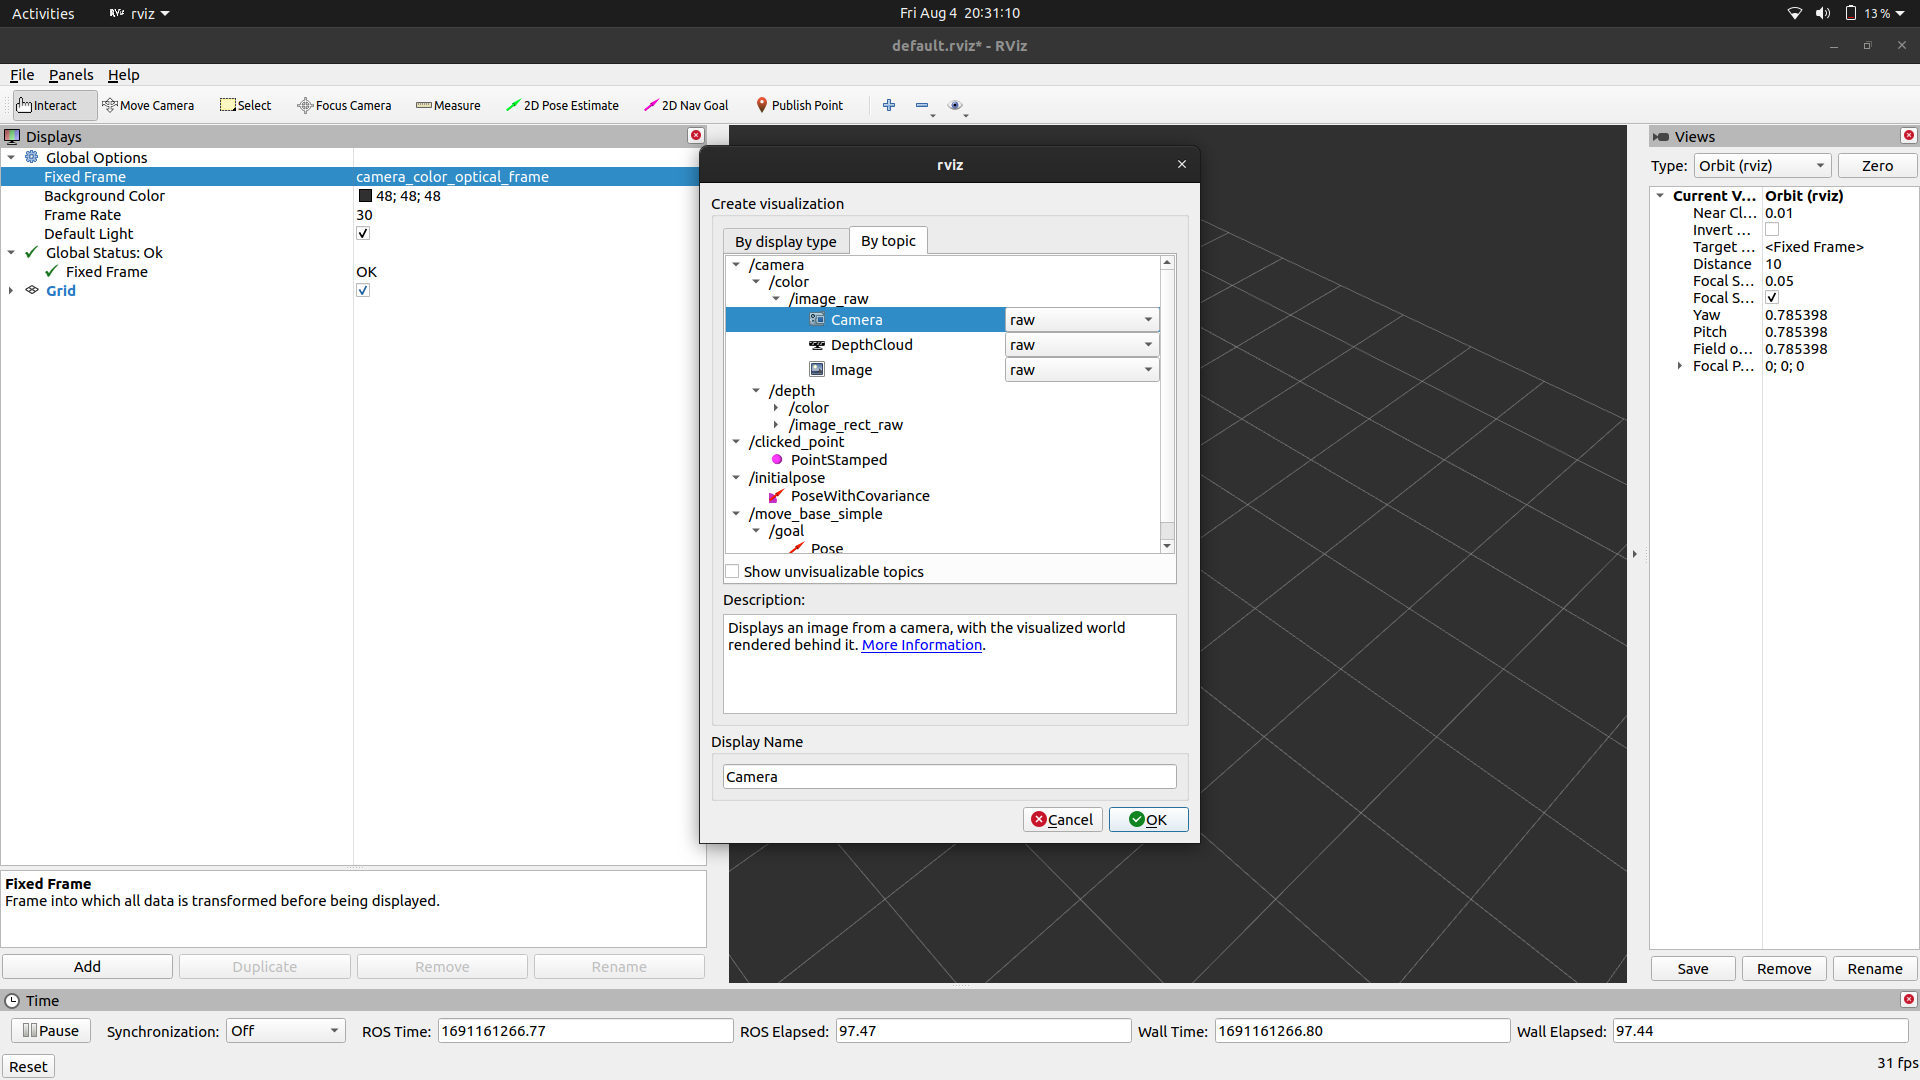 Activities
rviz
Fri Aug 4 20:31:10
13 %
default.rviz* - RViz
File Panels Help
Interact Move Camera Select Focus Camera Measure 2D Pose Estimate 2D Nav Goal Publish Point
Displays
Global Options
Fixed Frame camera_color_optical_frame
Background Color 48; 48; 48
Frame Rate 30
Default Light
Global Status: Ok
Fixed Frame OK
Grid
Fixed Frame
Frame into which all data is transformed before being displayed.
Add Duplicate Remove Rename
rviz
Create visualization
By display type By topic
/camera
/color
/image_raw
Camera raw
DepthCloud raw
Image raw
/depth
/color
/image_rect_raw
/clicked_point
PointStamped
/initialpose
PoseWithCovariance
/move_base_simple
/goal
Pose
Show unvisualizable topics
Description:
Displays an image from a camera, with the visualized world
rendered behind it. More Information.
Display Name
Camera
Cancel OK
Views
Type: Orbit (rviz) Zero
Current V... Orbit (rviz)
Near Cl... 0.01
Invert ...
Target ... <Fixed Frame>
Distance 10
Focal S... 0.05
Focal S...
Yaw 0.785398
Pitch 0.785398
Field o... 0.785398
Focal P... 0; 0; 0
Save Remove Rename
Time
Pause Synchronization: Off ROS Time: 1691161266.77 ROS Elapsed: 97.47 Wall Time: 1691161266.80 Wall Elapsed: 97.44
Reset
31 fps